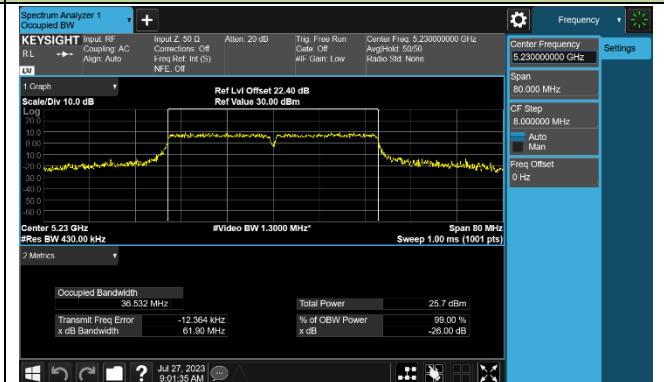 Spectrum Analyzer 1
Occupied BW
+
Frequency
KEYSIGHT
RL
LXI
Input: RF
Coupling: AC
Align: Auto
Input Z: 50 Ω
Corrections: Off
Freq Ref: Int (S)
NFE: Off
Atten: 20 dB
Trig: Free Run
Gate: Off
#IF Gain: Low
Center Freq: 5.230000000 GHz
Avg|Hold: 50/50
Radio Std: None
Center Frequency
5.230000000 GHz
Settings
Span
80.000 MHz
CF Step
8.000000 MHz
Auto
Man
Freq Offset
0 Hz
1 Graph
Scale/Div 10.0 dB
Ref Lvl Offset 22.40 dB
Ref Value 30.00 dBm
Log
20.0
10.0
0.00
-10.0
-20.0
-30.0
-40.0
-50.0
-60.0
Center 5.23 GHz
#Video BW 1.3000 MHz*
Span 80 MHz
#Res BW 430.00 kHz
Sweep 1.00 ms (1001 pts)
2 Metrics
Occupied Bandwidth
36.532 MHz
Total Power 25.7 dBm
Transmit Freq Error -12.364 kHz
% of OBW Power 99.00 %
x dB Bandwidth 61.90 MHz
x dB -26.00 dB
?
Jul 27, 2023
9:01:35 AM